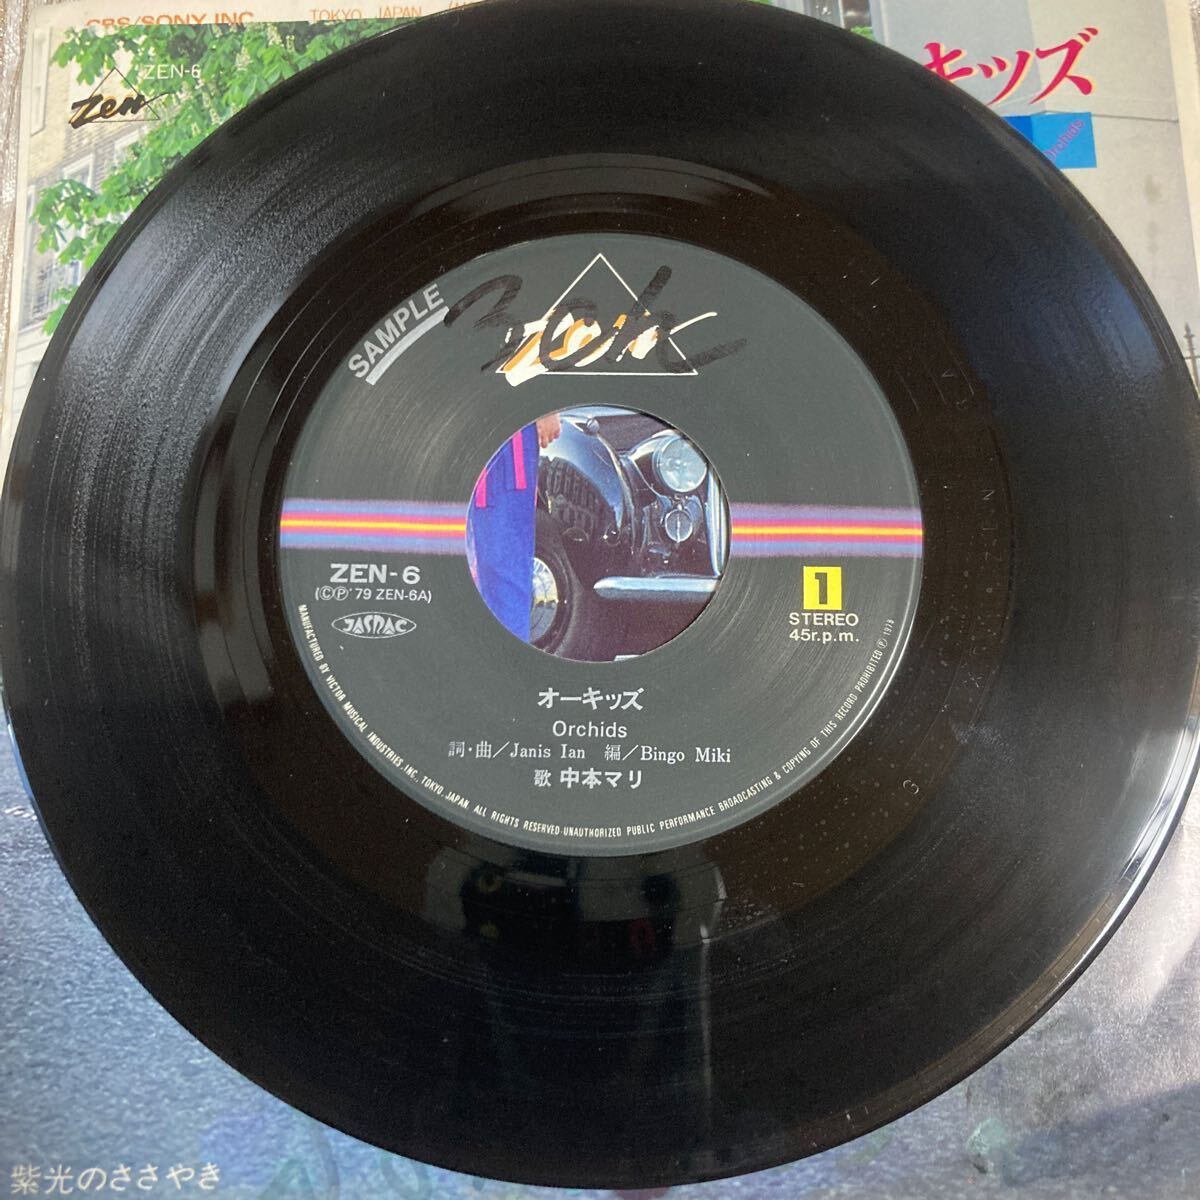 CBS/SONY INC.
TOKYO JAPAN
ZEN-6
Zen
キッズ
Orchids
SAMPLE
Zen
ZEN-6
(ⒸⓅ'79 ZEN-6A)
JASRAC
1
STEREO
45r.p.m.
オーキッズ
Orchids
詞・曲/Janis Ian 編/Bingo Miki
歌 中本マリ
MANUFACTURED BY VICTOR MUSICAL INDUSTRIES, INC., TOKYO, JAPAN ALL RIGHTS RESERVED·UNAUTHORIZED PUBLIC PERFORMANCE BROADCASTING & COPYING OF THIS RECORD PROHIBITED Ⓟ 1978
紫光のささやき